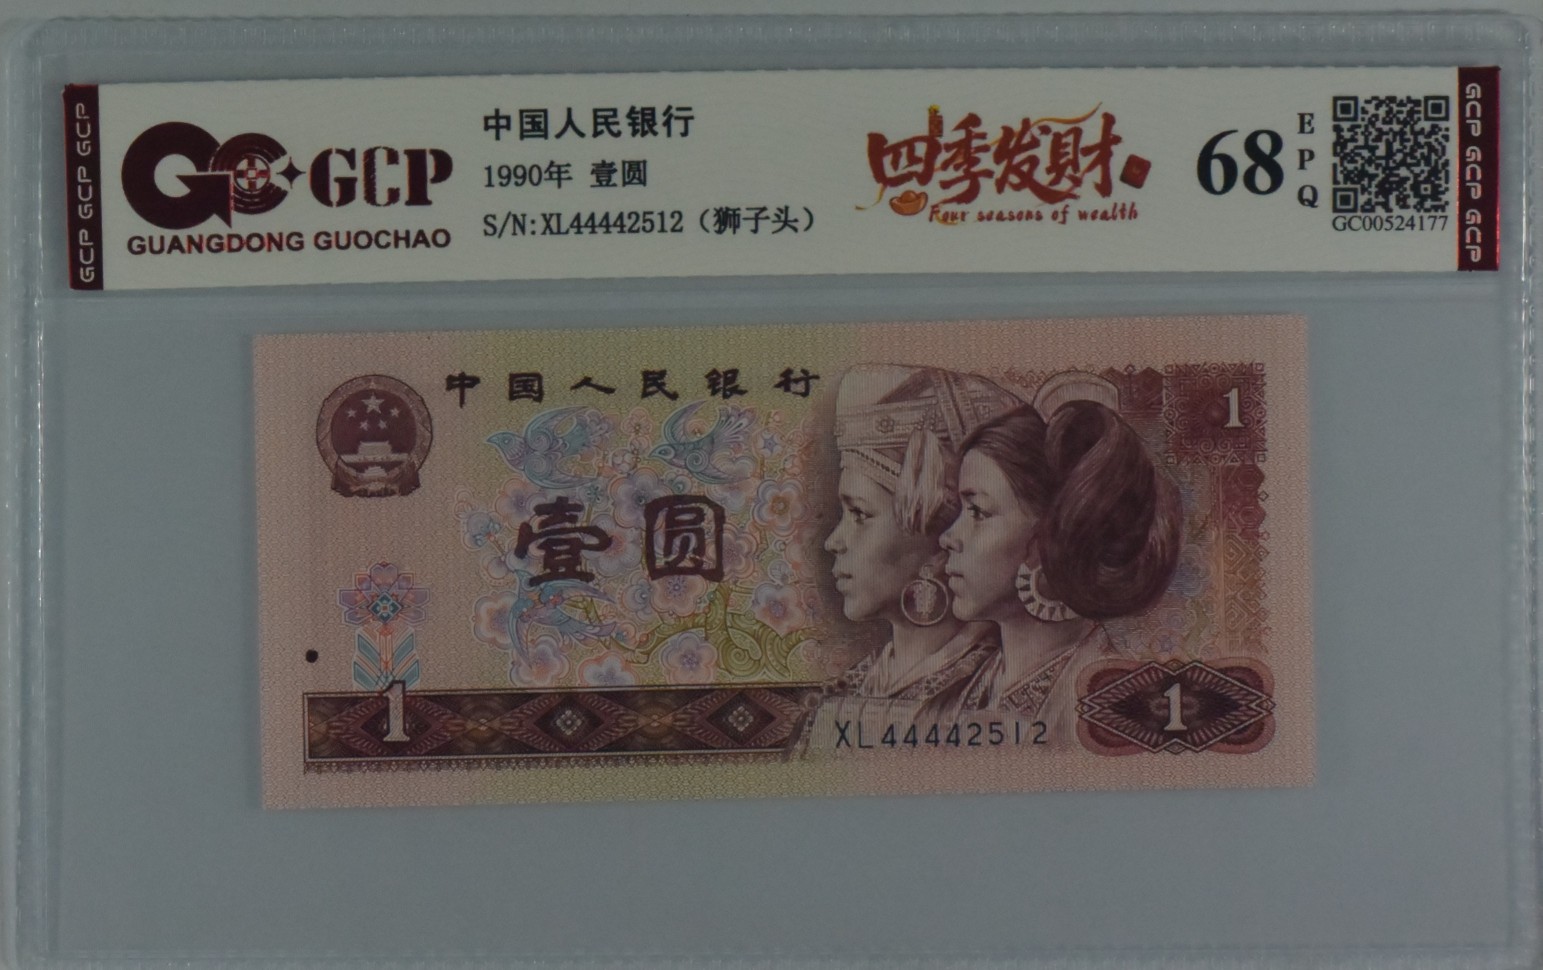 GCP GCP GCP
GCP
GUANGDONG GUOCHAO
中国人民银行
1990年 壹圆
S/N:XL44442512（狮子头）
四季发财
Four seasons of wealth
68
EPQ
GC00524177
GCP GCP GCP
中国人民银行
1
壹圆
1
XL44442512
1